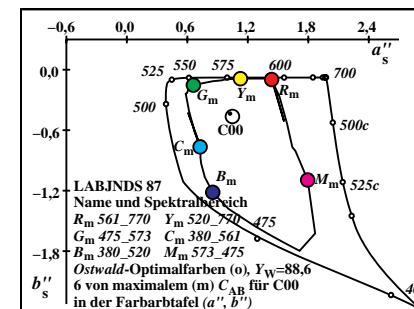 −0,6 0,0 0,6 1,2 1,8 2,4
a″s
525 550 575 600 700
0,0
Gm Ym Rm
500
C00
500c
−0,6
Cm
Bm Mm
525c
LABJNDS 87
Name und Spektralbereich
−1,2
Rm 561_770 Ym 520_770
Gm 475_573 Cm 380_561
475
Bm 380_520 Mm 573_475
−1,8
Ostwald-Optimalfarben (o), YW=88,6
b″s
6 von maximalem (m) CAB für C00
in der Farbartafel (a″, b″)